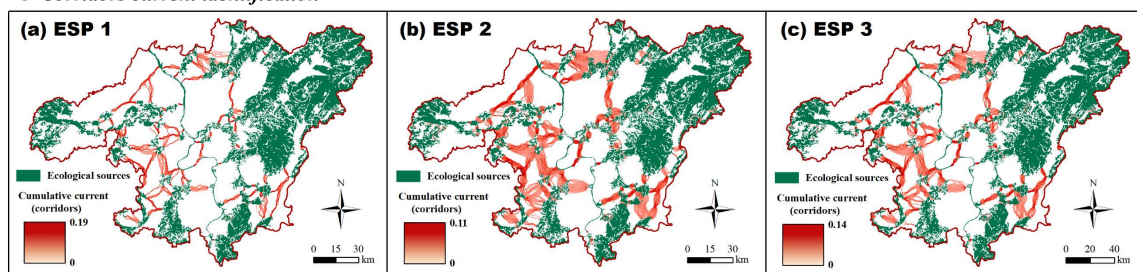 (a) ESP 1
Ecological sources
Cumulative current
(corridors)
0.19
0
N
0 15 30
km
(b) ESP 2
Ecological sources
Cumulative current
(corridors)
0.11
0
N
0 15 30
km
(c) ESP 3
Ecological sources
Cumulative current
(corridors)
0.14
0
N
0 20 40
km